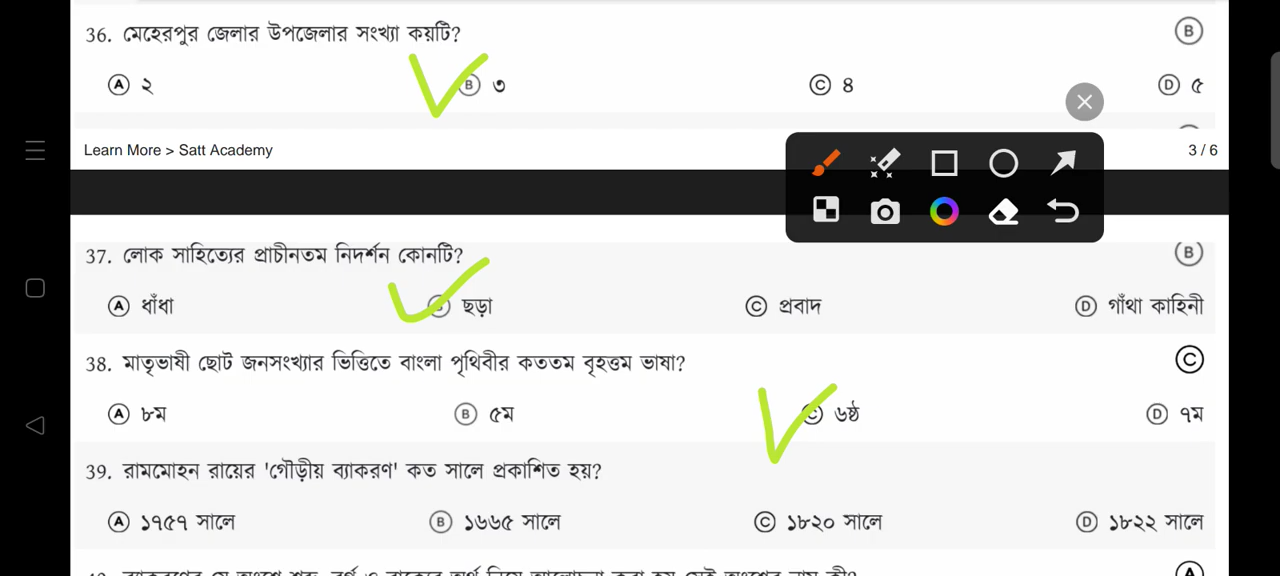 36. মেহেরপুর জেলার উপজেলার সংখ্যা কয়টি? B
A ২ B ৩ C ৪ D ৫
Learn More > Satt Academy 3 / 6
37. লোক সাহিত্যের প্রাচীনতম নিদর্শন কোনটি? B
A ধাঁধা ছড়া C প্রবাদ D গাঁথা কাহিনী
38. মাতৃভাষী ছোট জনসংখ্যার ভিত্তিতে বাংলা পৃথিবীর কততম বৃহত্তম ভাষা? C
A ৮ম B ৫ম C ৬ষ্ঠ D ৭ম
39. রামমোহন রায়ের 'গৌড়ীয় ব্যাকরণ' কত সালে প্রকাশিত হয়?
A ১৭৫৭ সালে B ১৬৬৫ সালে C ১৮২০ সালে D ১৮২২ সালে